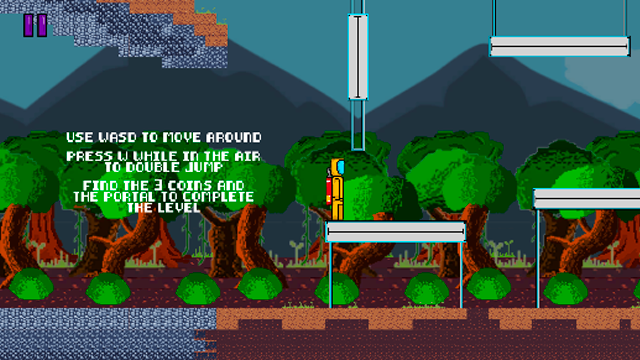 USE WASD TO MOVE AROUND
PRESS W WHILE IN THE AIR
TO DOUBLE JUMP
FIND THE 3 COINS AND
THE PORTAL TO COMPLETE
THE LEVEL